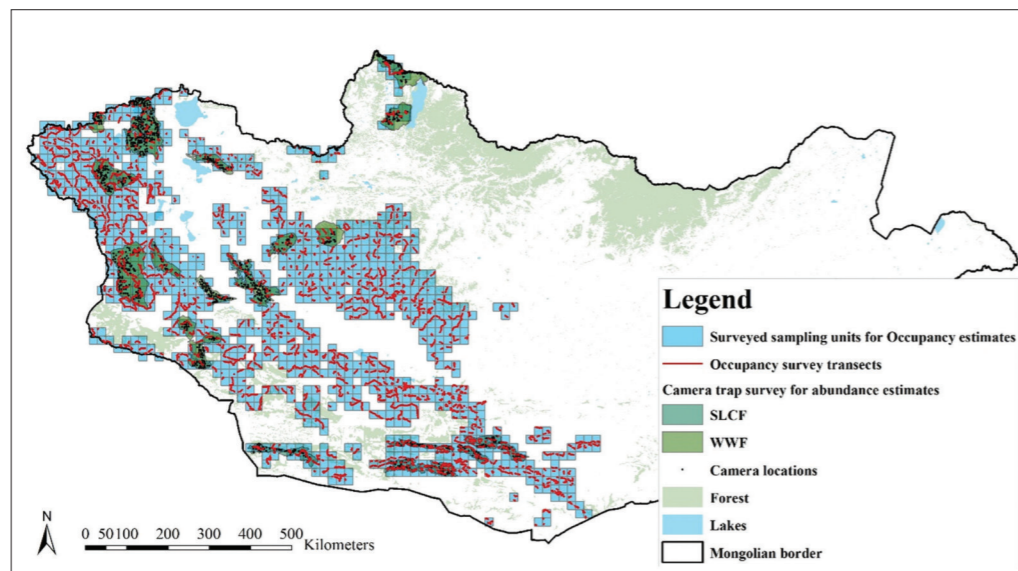 Legend
Surveyed sampling units for Occupancy estimates
Occupancy survey transects
Camera trap survey for abundance estimates
SLCF
WWF
Camera locations
Forest
Lakes
Mongolian border
N
0 50100 200 300 400 500
Kilometers